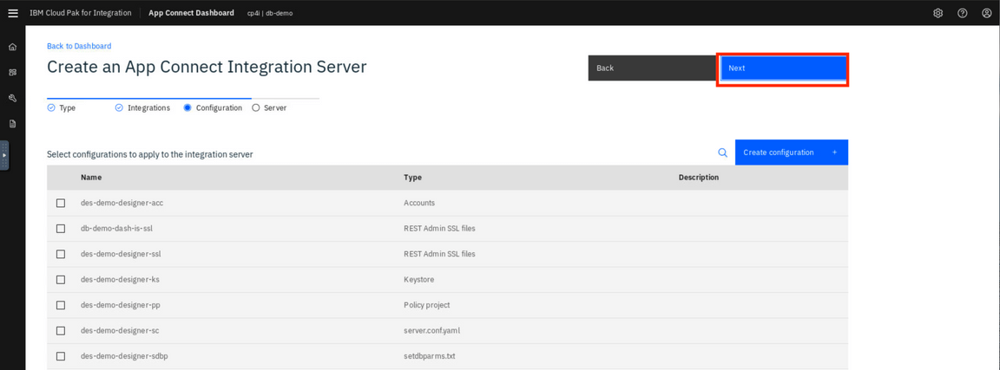 IBM Cloud Pak for Integration App Connect Dashboard cp4i | db-demo
Back to Dashboard
Create an App Connect Integration Server
Back
Next
Type Integrations Configuration Server
Select configurations to apply to the integration server
Create configuration +
Name Type Description
des-demo-designer-acc Accounts
db-demo-dash-is-ssl REST Admin SSL files
des-demo-designer-ssl REST Admin SSL files
des-demo-designer-ks Keystore
des-demo-designer-pp Policy project
des-demo-designer-sc server.conf.yaml
des-demo-designer-sdbp setdbparms.txt